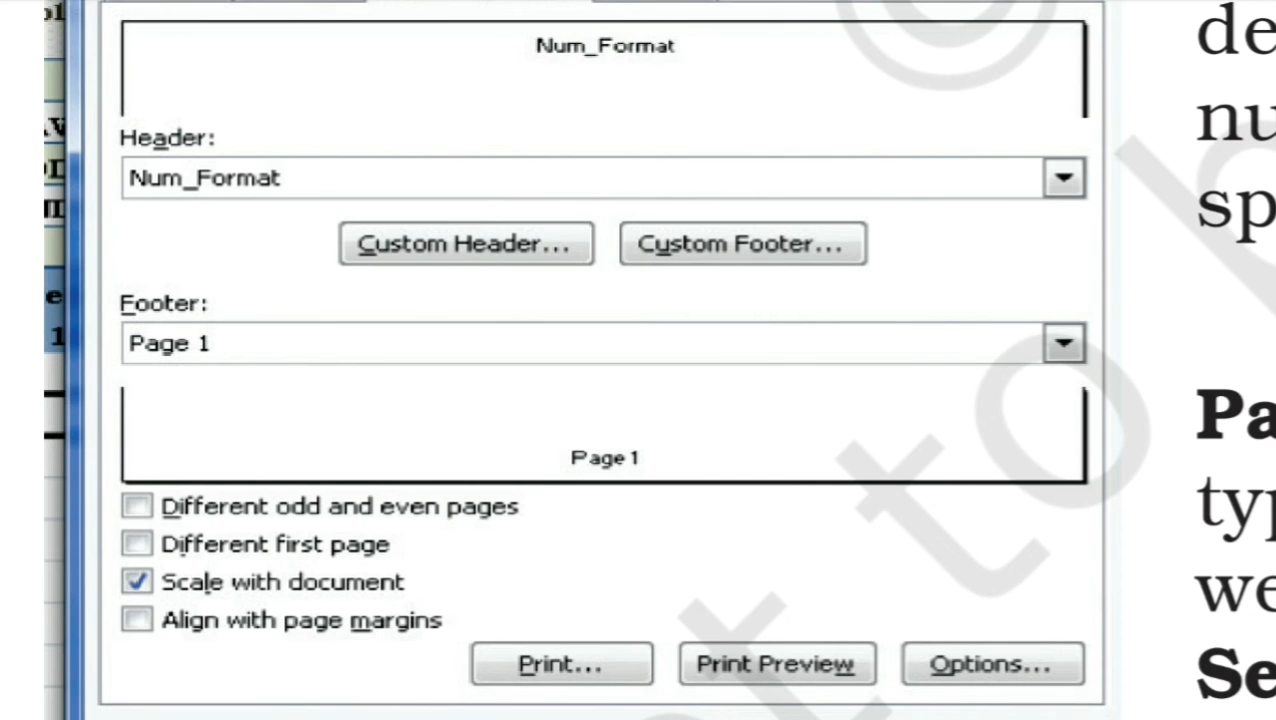 Num_Format
Header:
Num_Format
Custom Header... Custom Footer...
Footer:
Page 1
Page 1
Different odd and even pages
Different first page
Scale with document
Align with page margins
Print... Print Preview Options...
de
nu
sp
Pa
typ
we
Se